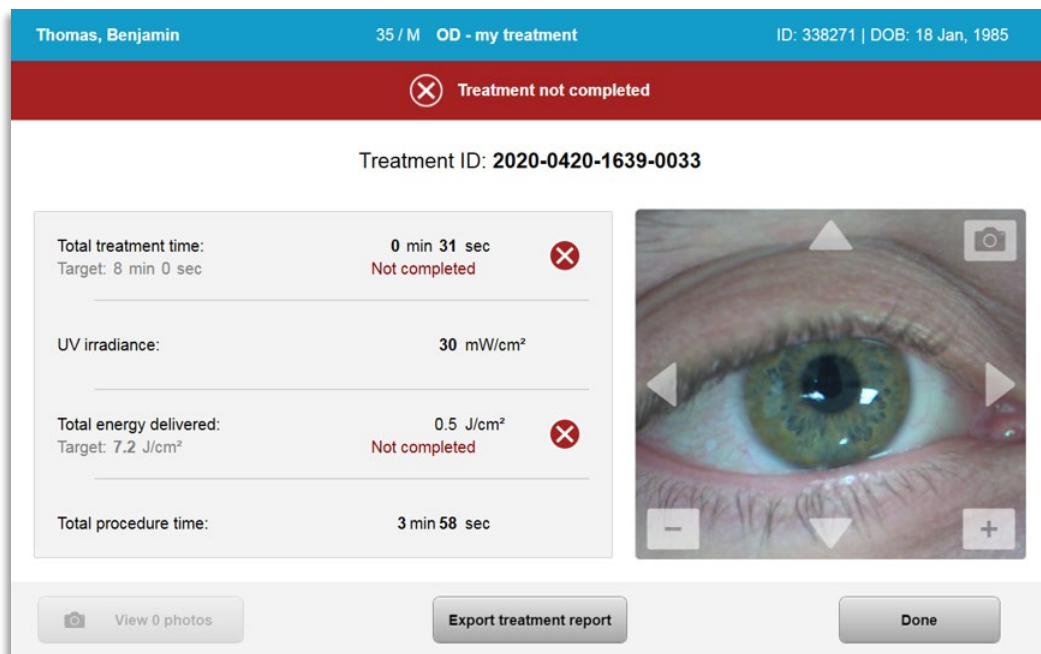 Thomas, Benjamin 35 / M OD - my treatment ID: 338271 | DOB: 18 Jan, 1985
Treatment not completed
Treatment ID: 2020-0420-1639-0033
Total treatment time: 0 min 31 sec
Target: 8 min 0 sec Not completed
UV irradiance: 30 mW/cm²
Total energy delivered: 0.5 J/cm²
Target: 7.2 J/cm² Not completed
Total procedure time: 3 min 58 sec
View 0 photos Export treatment report Done